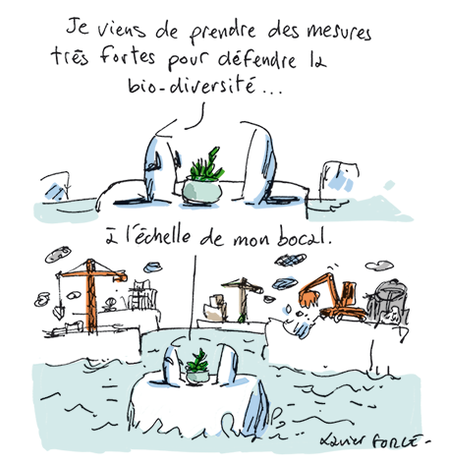 Je viens de prendre des mesures
très fortes pour défendre la
bio-diversité...
à l'échelle de mon bocal.
Xavier GORCE-